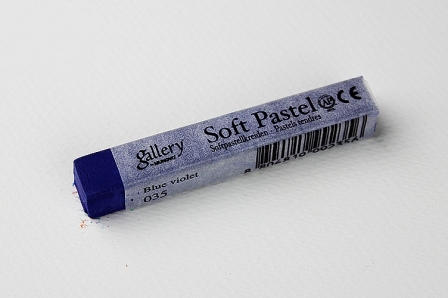 gallery
Soft Pastel
AP CE
Softpastellkreiden - Pastels tendres
Blue violet
035